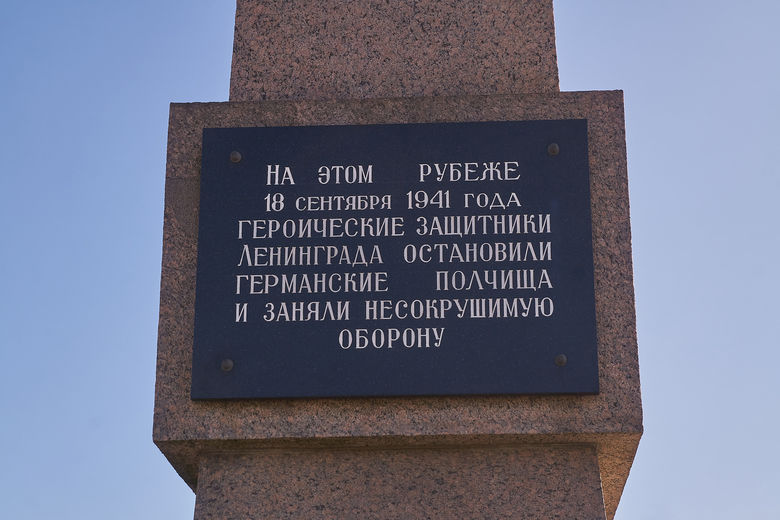 НА ЭТОМ РУБЕЖЕ
18 СЕНТЯБРЯ 1941 ГОДА
ГЕРОИЧЕСКИЕ ЗАЩИТНИКИ
ЛЕНИНГРАДА ОСТАНОВИЛИ
ГЕРМАНСКИЕ ПОЛЧИЩА
И ЗАНЯЛИ НЕСОКРУШИМУЮ
ОБОРОНУ